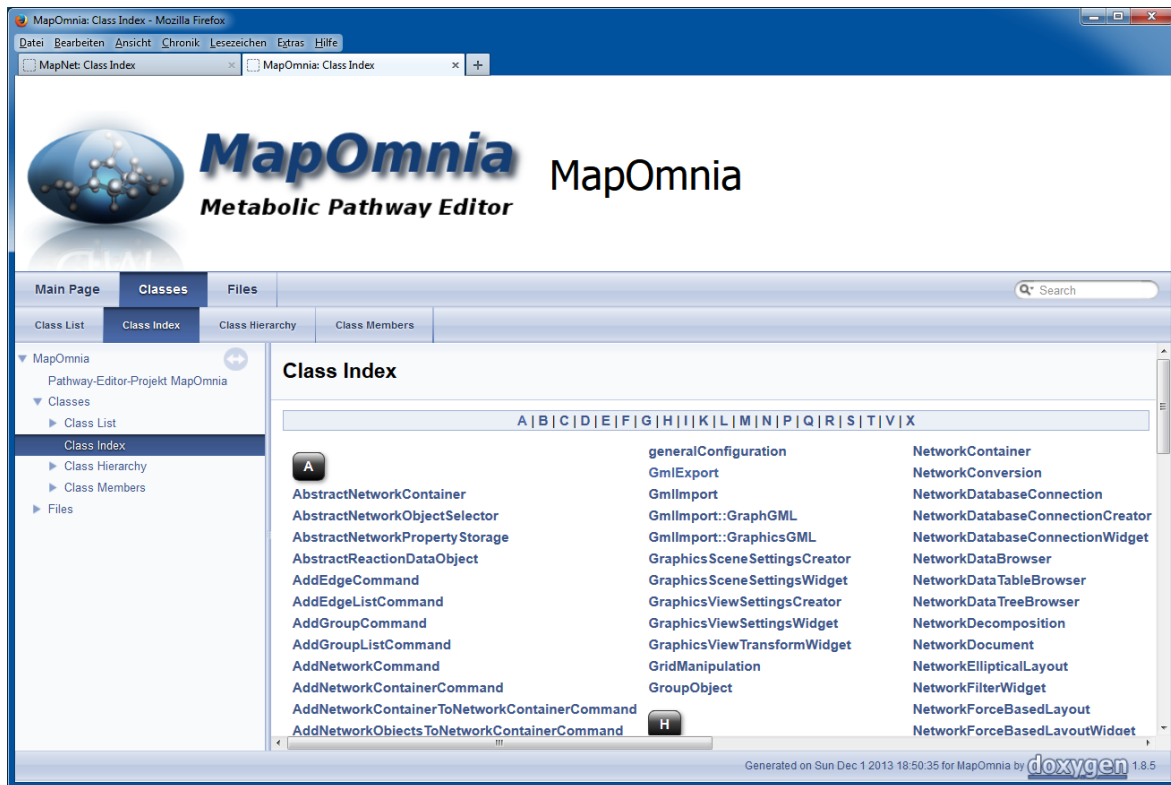 MapOmnia: Class Index - Mozilla Firefox
Datei Bearbeiten Ansicht Chronik Lesezeichen Extras Hilfe
MapNet: Class Index × MapOmnia: Class Index × +
MapOmnia
Metabolic Pathway Editor
MapOmnia
Main Page Classes Files
Search
Class List Class Index Class Hierarchy Class Members
MapOmnia
Pathway-Editor-Projekt MapOmnia
Classes
Class List
Class Index
Class Hierarchy
Class Members
Files
Class Index
A | B | C | D | E | F | G | H | I | K | L | M | N | P | Q | R | S | T | V | X
A
AbstractNetworkContainer
AbstractNetworkObjectSelector
AbstractNetworkPropertyStorage
AbstractReactionDataObject
AddEdgeCommand
AddEdgeListCommand
AddGroupCommand
AddGroupListCommand
AddNetworkCommand
AddNetworkContainerCommand
AddNetworkContainerToNetworkContainerCommand
AddNetworkObjectsToNetworkContainerCommand
generalConfiguration
GmlExport
GmlImport
GmlImport::GraphGML
GmlImport::GraphicsGML
GraphicsSceneSettingsCreator
GraphicsSceneSettingsWidget
GraphicsViewSettingsCreator
GraphicsViewSettingsWidget
GraphicsViewTransformWidget
GridManipulation
GroupObject
H
NetworkContainer
NetworkConversion
NetworkDatabaseConnection
NetworkDatabaseConnectionCreator
NetworkDatabaseConnectionWidget
NetworkDataBrowser
NetworkDataTableBrowser
NetworkDataTreeBrowser
NetworkDecomposition
NetworkDocument
NetworkEllipticalLayout
NetworkFilterWidget
NetworkForceBasedLayout
NetworkForceBasedLayoutWidget
Generated on Sun Dec 1 2013 18:50:35 for MapOmnia by doxygen 1.8.5